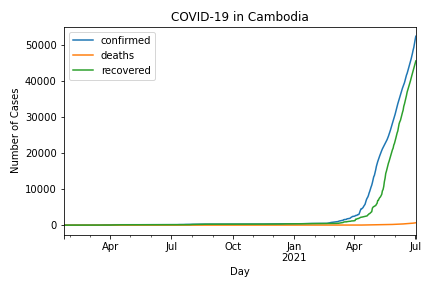 COVID-19 in Cambodia
confirmed
deaths
recovered
50000
40000
30000
20000
10000
0
Number of Cases
Apr
Jul
Oct
Jan
2021
Apr
Jul
Day